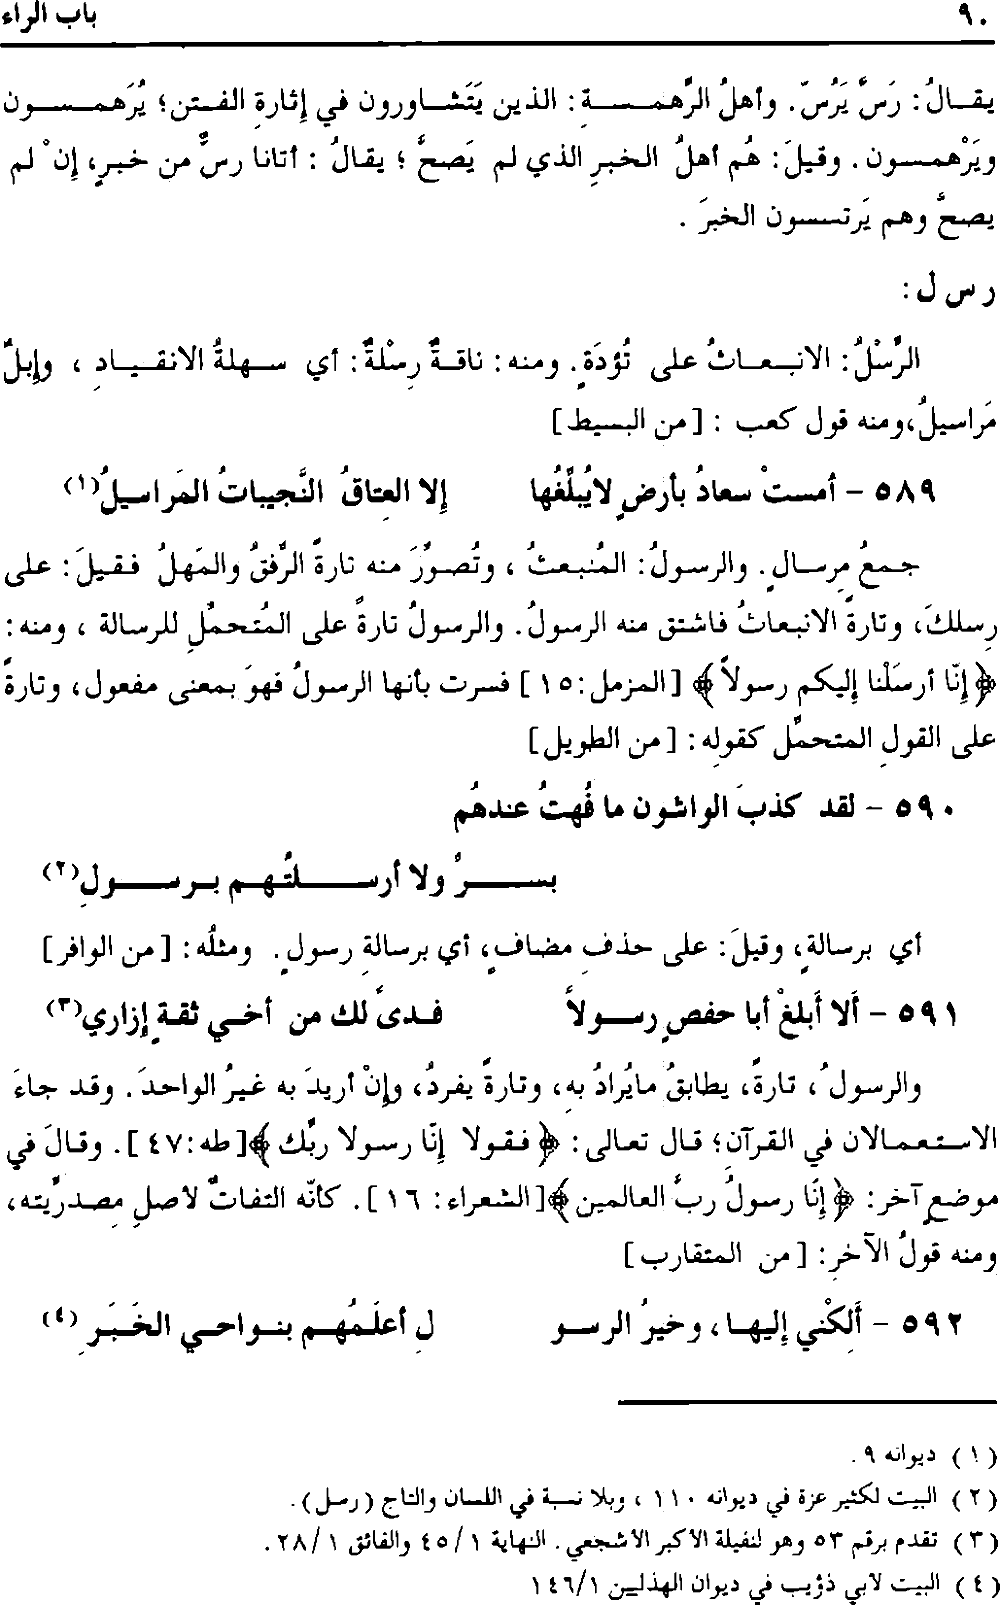 ٩٠ باب الراء
يقالُ: رَسَّ يَرُسّ. وأهلُ الرَّهمسة: الذين يَتَشاورون في إثارةِ الفتن؛ يُرَهمسون
ويَرْهمسون. وقيلَ: هُم أهلُ الخبرِ الذي لم يَصحَّ؛ يقالُ: أتانا رسٌّ من خبرٍ، إنْ لم
يصحَّ وهم يَرتسسون الخبرَ.
ر س ل:
الرِّسْلُ: الانبعاثُ على تُؤدَةٍ. ومنه: ناقةٌ رِسْلةٌ: أي سهلةُ الانقيادِ، وإبلٌ
مَراسيلُ، ومنه قول كعب: [من البسيط]
٥٨٩ - أمستْ سعادُ بأرضٍ لايُبلِّغُها إلا العِتاقُ النَّجيباتُ المَراسيلُ(١)
جمعُ مِرسالٍ. والرسولُ: المُنبعثُ، وتُصوِّرَ منه تارةً الرِّفقُ والمَهلُ فقيلَ: على
رِسلكَ، وتارةً الانبعاثُ فاشتق منه الرسولُ. والرسولُ تارةً على المُتحمِّلِ للرسالة، ومنه:
﴿إنّا أرسَلْنا إليكم رسولاً﴾ [المزمل:١٥] فسرت بأنها الرسولُ فهوَ بمعنى مفعول، وتارةً
على القولِ المتحمَّل كقولِه: [من الطويل]
٥٩٠ - لقد كذبَ الواشون ما فُهتُ عندهُم
بسرٍّ ولا أرسلتُهم برسولِ(٢)
أي برسالةٍ، وقيلَ: على حذفِ مضافٍ، أي برسالةِ رسولٍ. ومثلُه: [من الوافر]
٥٩١ - أَلا أَبلغْ أبا حفصٍ رسولاً فدىً لك من أخي ثقةٍ إزاري(٣)
والرسولُ، تارةً، يطابقُ مايُرادُ بهِ، وتارةً يفردُ، وإنْ أريدَ به غيرُ الواحدَ. وقد جاءَ
الاستعمالان في القرآن؛ قال تعالى: ﴿فقولا إنّا رسولا ربِّك﴾ [طه:٤٧]. وقالَ في
موضعٍ آخر: ﴿إنّا رسولُ ربِّ العالمين﴾ [الشعراء: ١٦]. كأنّه التفاتٌ لأصلِ مصدريَّته،
ومنه قولُ الآخرِ: [من المتقارب]
٥٩٢ - أَلِكْني إليها، وخيرُ الرسو لِ أعلَمُهم بنواحي الخَبَرِ (٤)
(١) ديوانه ٩.
(٢) البيت لكثير عزة في ديوانه ١١٠، وبلا نسبة في اللسان والتاج (رسل).
(٣) تقدم برقم ٥٣ وهو لنفيلة الأكبر الأشجعي. النهاية ٤٥/١ والفائق ٢٨/١.
(٤) البيت لأبي ذؤيب في ديوان الهذليين ١٤٦/١